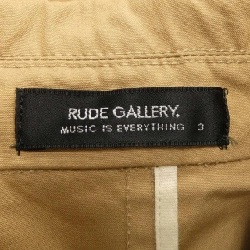 RUDE GALLERY.
MUSIC IS EVERYTHING 3